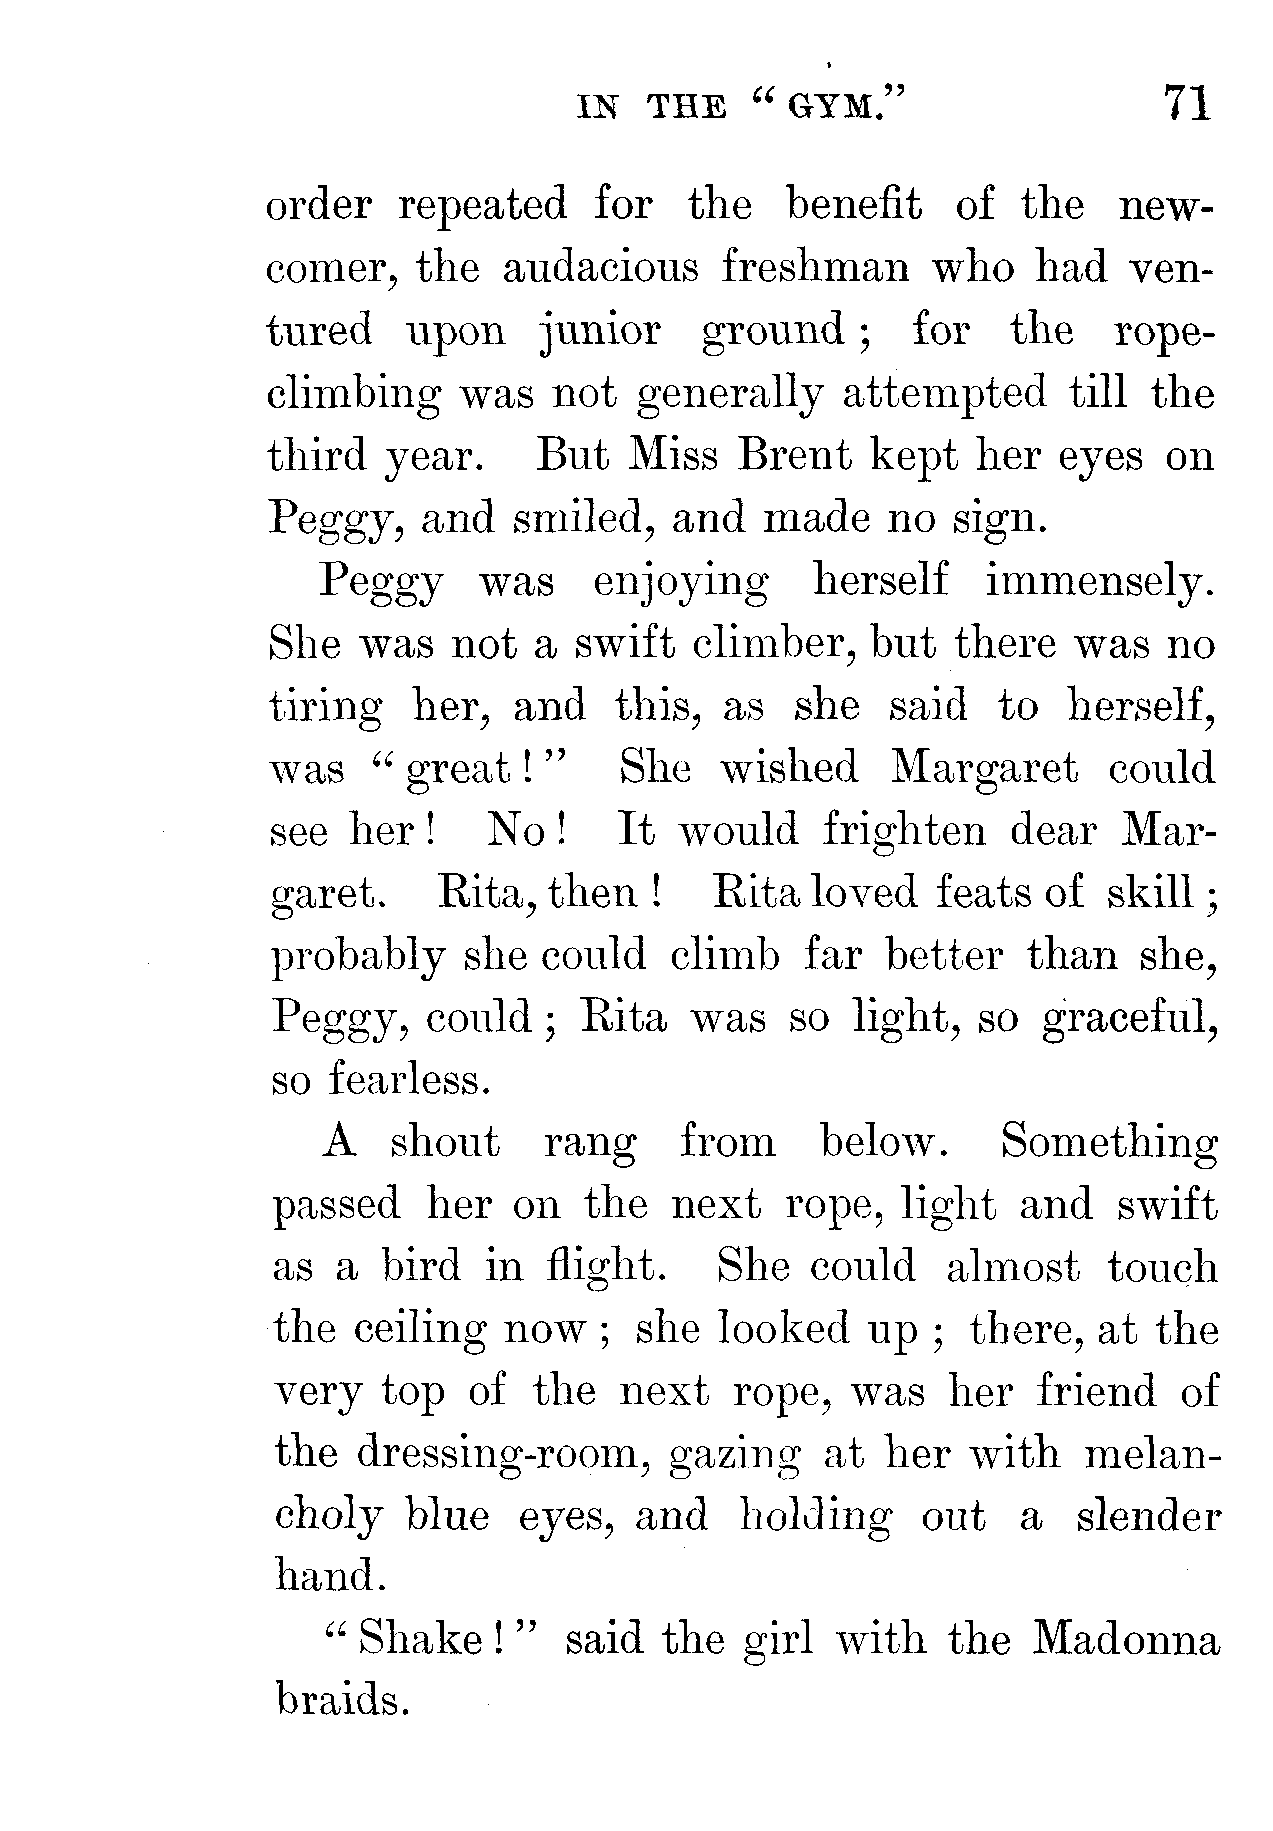 IN THE " GYM."	71
order repeated for the benefit of the new-
comer, the audacious freshman who had ven-
tured upon junior ground ; for the rope-
climbing was not generally attempted till the
third year. But Miss Brent kept her eyes on
Peggy, and smiled, and made no sign.
Peggy was enjoying herself immensely.
She was not a swift climber, but there was no
tiring her, and this, as she said to herself,
was " great ! " She wished Margaret could
see her ! No ! It would frighten dear Mar-
garet. Rita, then ! Rita loved feats of skill ;
probably she could climb far better than she,
Peggy, could ; Rita was so light, so graceful,
so fearless.
A shout rang from below. Something
passed her on the next rope, light and swift
as a bird in flight. She could almost touch
the ceiling now ; she looked up ; there, at the
very top of the next rope, was her friend of
the dressing-room, gazing at her with melan-
choly blue eyes, and holding out a slender
hand.
" Shake ! " said the girl with the Madonna
braids.